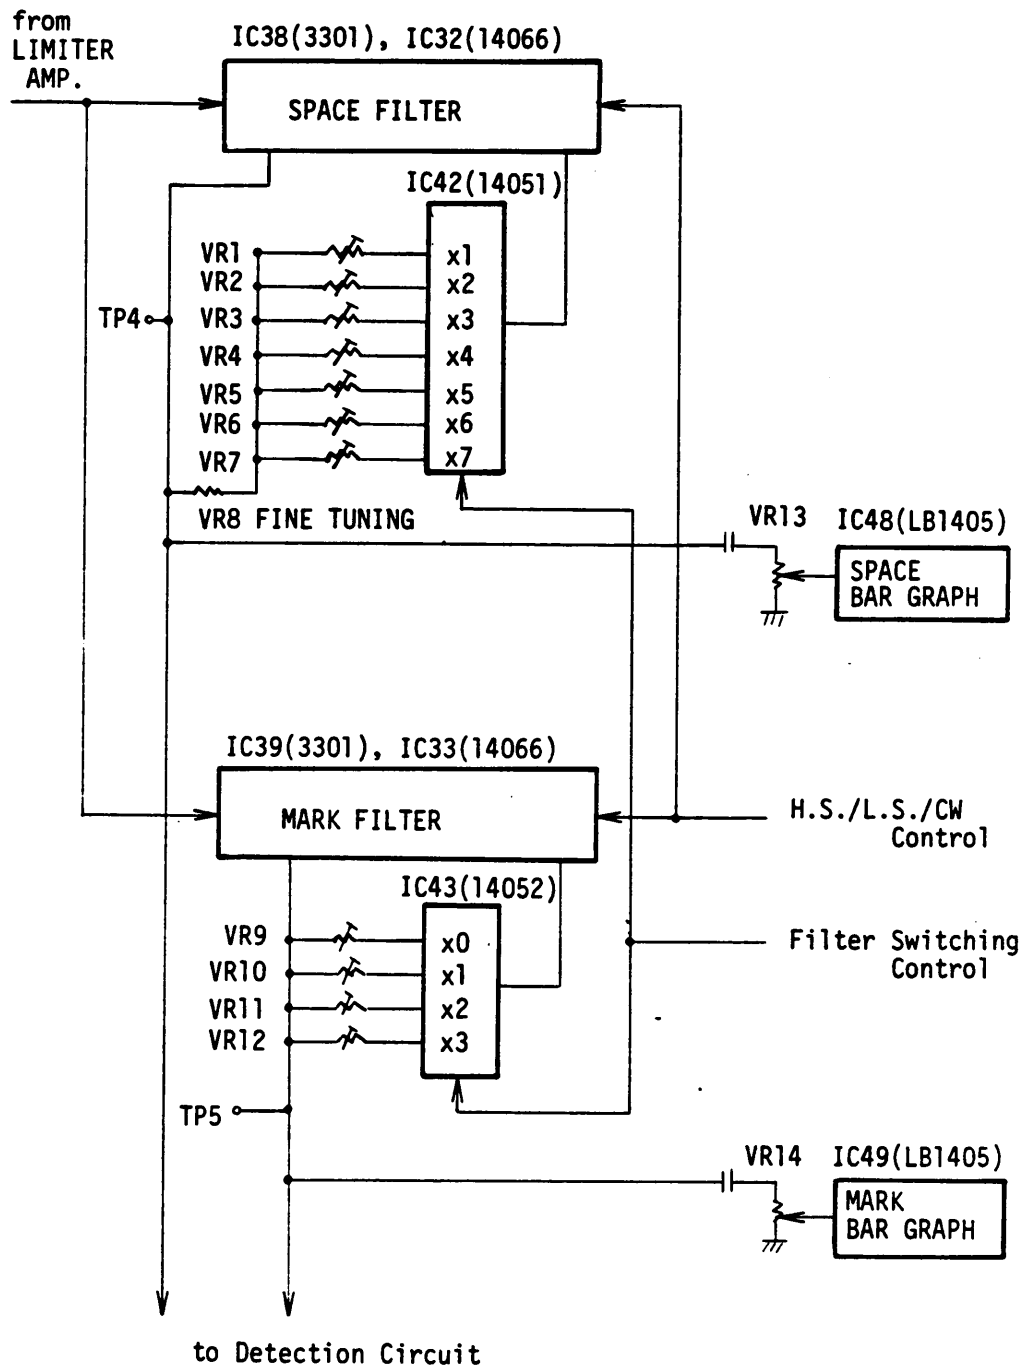 from
LIMITER
AMP.
IC38(3301), IC32(14066)
SPACE FILTER
IC42(14051)
VR1
x1
VR2
x2
TP4
VR3
x3
VR4
x4
VR5
x5
VR6
x6
VR7
x7
VR8 FINE TUNING
VR13
IC48(LB1405)
SPACE
BAR GRAPH
IC39(3301), IC33(14066)
MARK FILTER
H.S./L.S./CW
Control
IC43(14052)
VR9
x0
VR10
x1
VR11
x2
VR12
x3
Filter Switching
Control
TP5
VR14
IC49(LB1405)
MARK
BAR GRAPH
to Detection Circuit